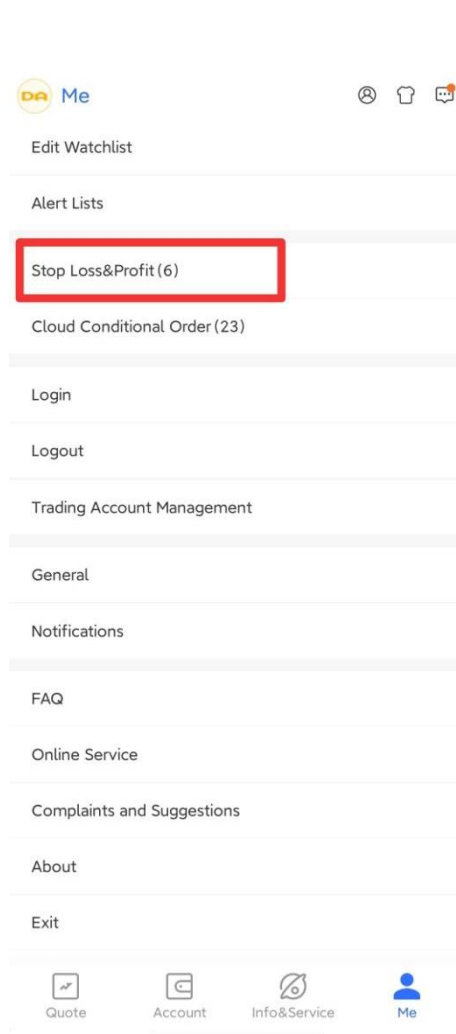 DA Me
Edit Watchlist
Alert Lists
Stop Loss&Profit(6)
Cloud Conditional Order(23)
Login
Logout
Trading Account Management
General
Notifications
FAQ
Online Service
Complaints and Suggestions
About
Exit
Quote Account Info&Service Me